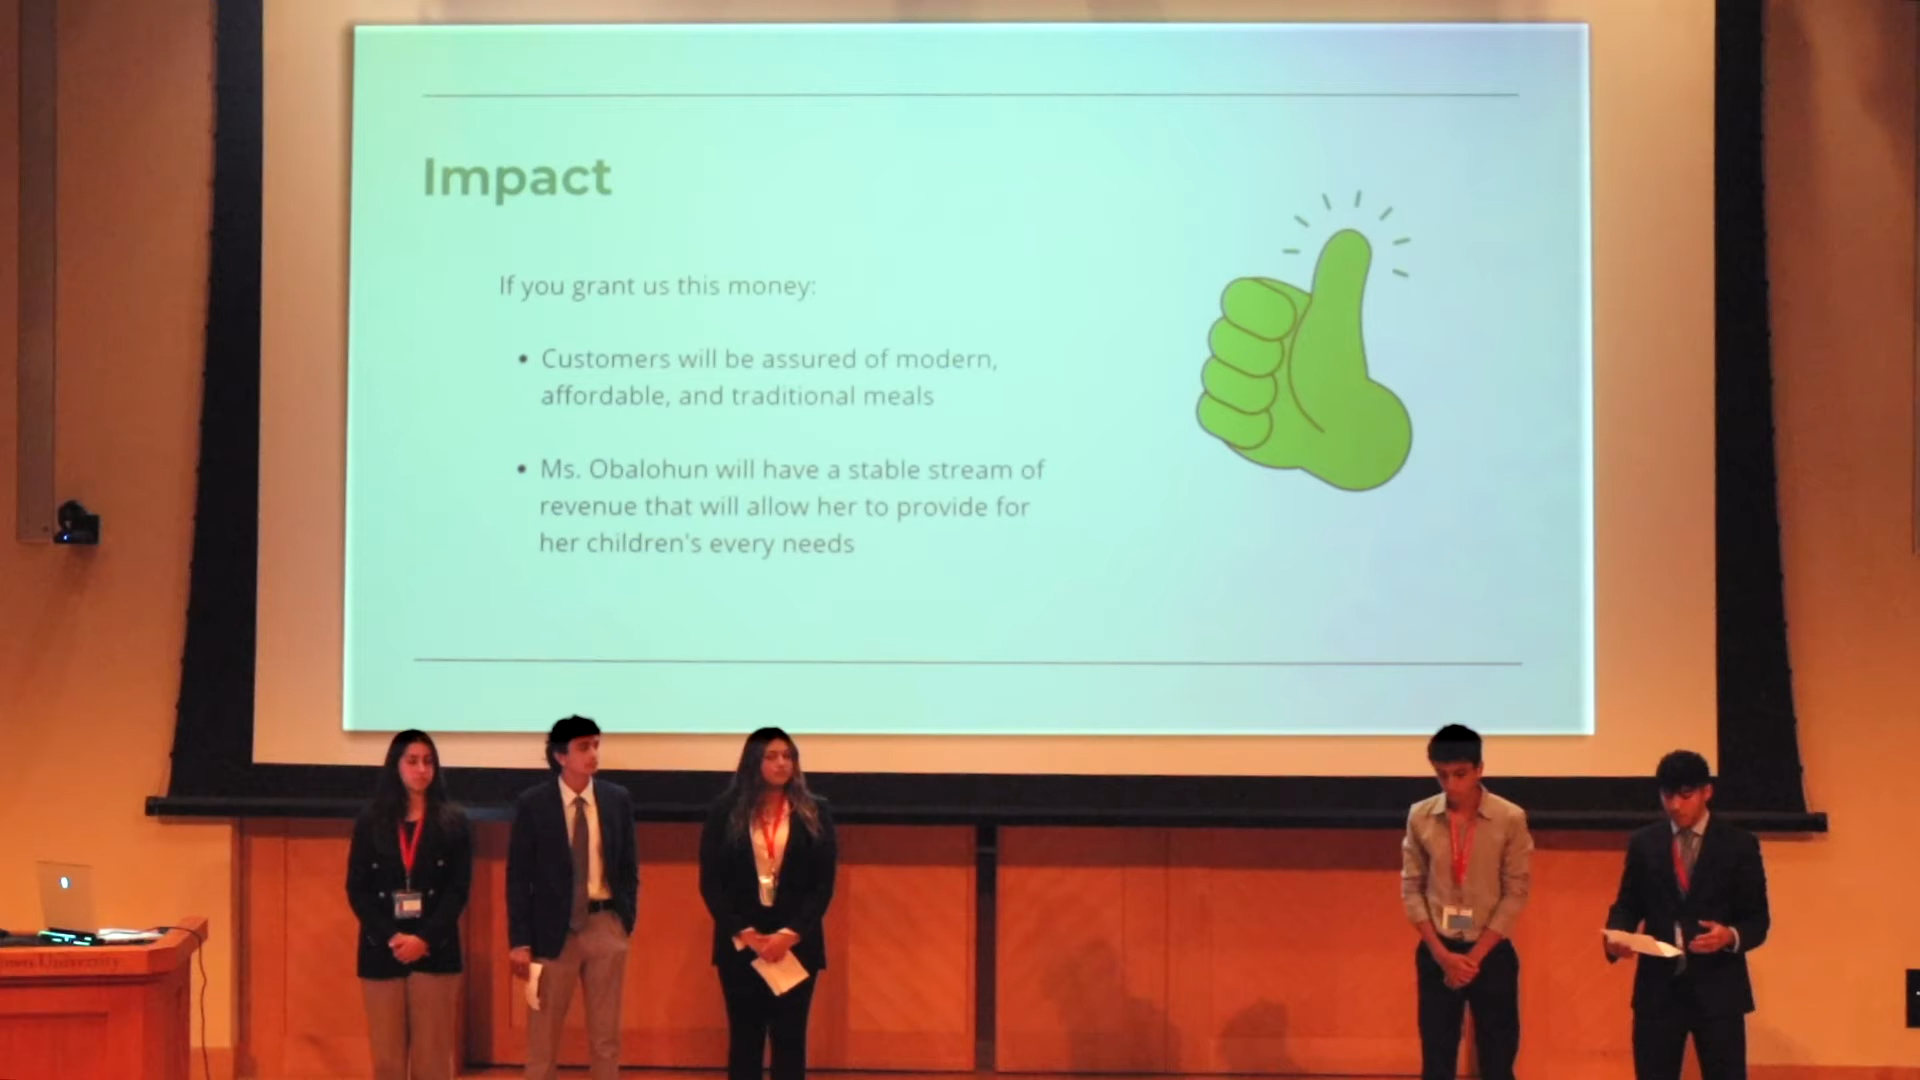 Impact
If you grant us this money:
• Customers will be assured of modern,
affordable, and traditional meals
• Ms. Obalohun will have a stable stream of
revenue that will allow her to provide for
her children's every needs
University